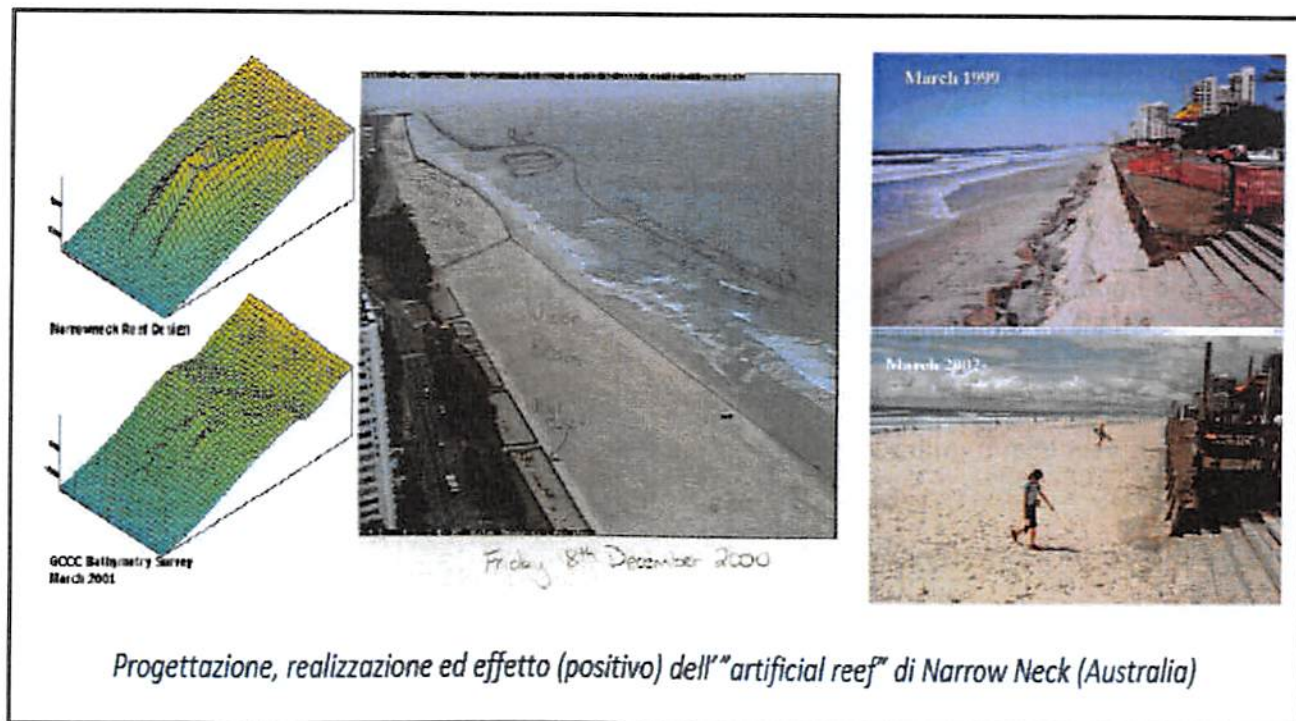 Narrowneck Reef Design
GCCC Bathymetry Survey
March 2001
Friday 8th December 2000
March 1999
March 2002
Progettazione, realizzazione ed effetto (positivo) dell'"artificial reef" di Narrow Neck (Australia)